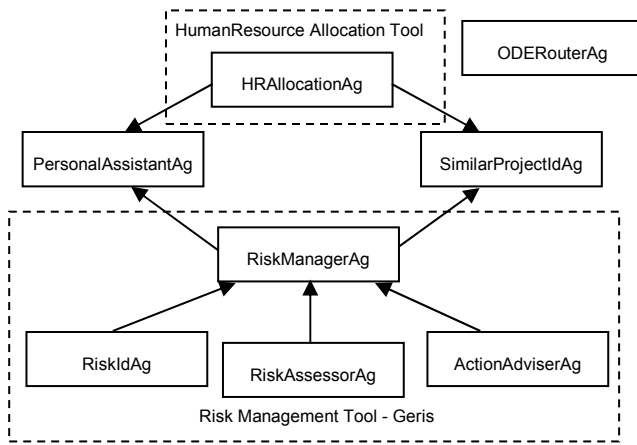 HumanResource Allocation Tool
ODERouterAg
HRAllocationAg
PersonalAssistantAg
SimilarProjectIdAg
RiskManagerAg
RiskIdAg
RiskAssessorAg
ActionAdviserAg
Risk Management Tool - Geris